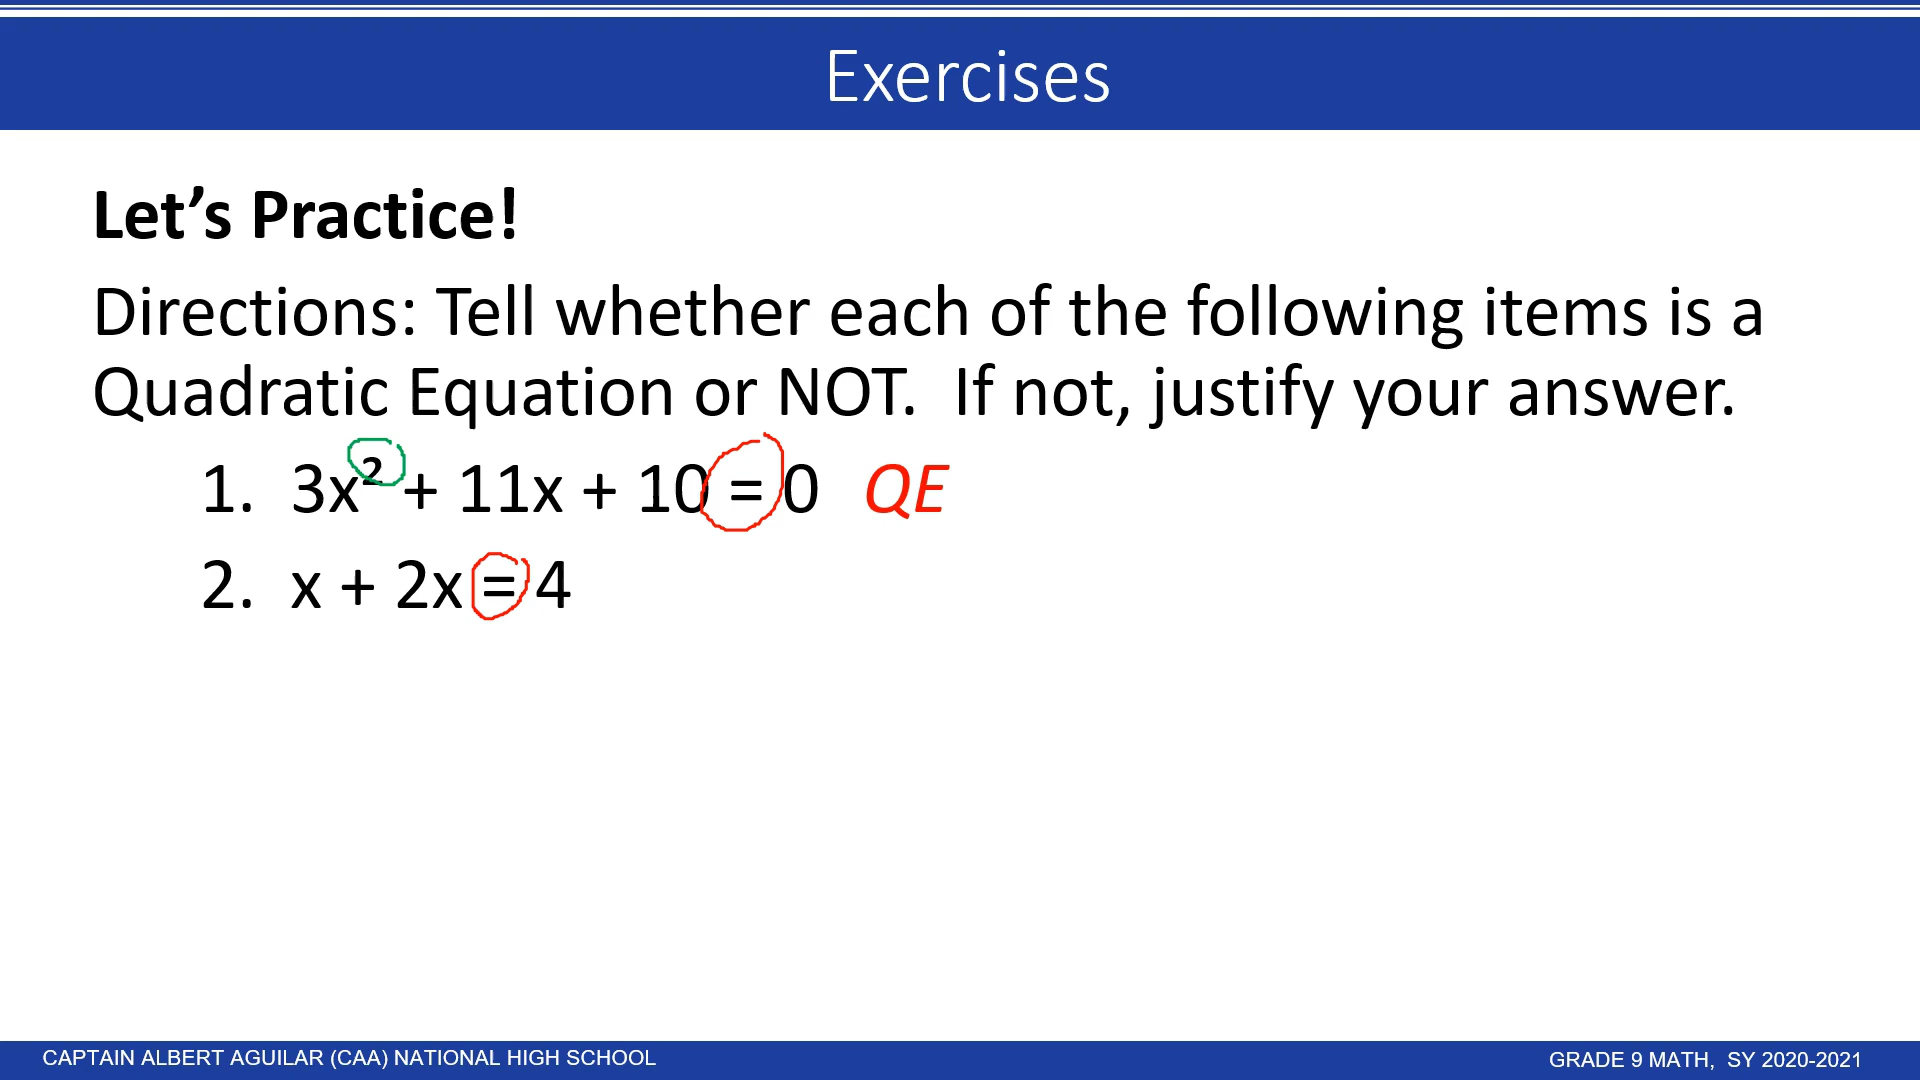 Exercises
Let’s Practice!
Directions: Tell whether each of the following items is a
Quadratic Equation or NOT. If not, justify your answer.
1. 3x² + 11x + 10 = 0 QE
2. x + 2x = 4
CAPTAIN ALBERT AGUILAR (CAA) NATIONAL HIGH SCHOOL
GRADE 9 MATH, SY 2020-2021